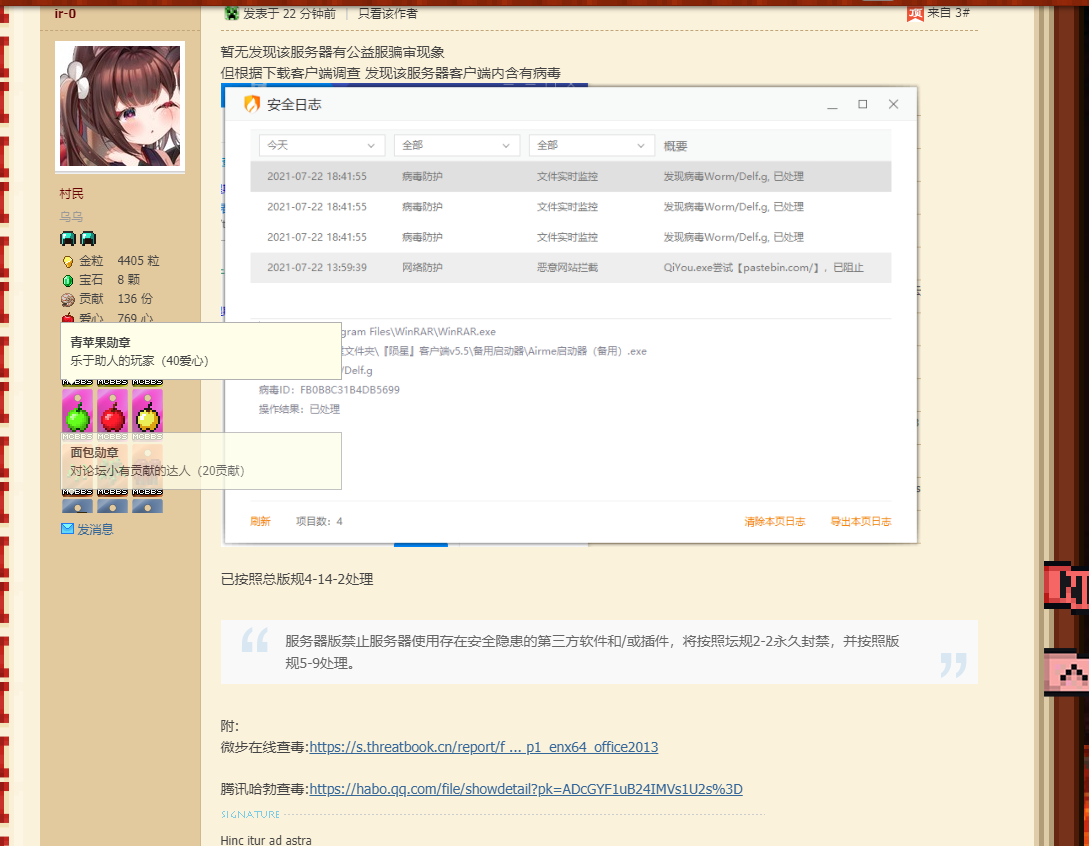 ir-0
发表于 22 分钟前
只看该作者
顶
来自 3#
暂无发现该服务器有公益服骗审现象
但根据下载客户端调查 发现该服务器客户端内含有病毒
安全日志
今天
全部
全部
概要
2021-07-22 18:41:55 病毒防护 文件实时监控 发现病毒Worm/Delf.g, 已处理
2021-07-22 18:41:55 病毒防护 文件实时监控 发现病毒Worm/Delf.g, 已处理
2021-07-22 18:41:55 病毒防护 文件实时监控 发现病毒Worm/Delf.g, 已处理
2021-07-22 13:59:39 网络防护 恶意网站拦截 QiYou.exe尝试【pastebin.com/】, 已阻止
gram Files\WinRAR\WinRAR.exe
文件夹\『陨星』客户端v5.5\备用启动器\Airme启动器（备用）.exe
/Delf.g
病毒ID: FB0B8C31B4DB5699
操作结果: 已处理
刷新
项目数: 4
清除本页日志
导出本页日志
村民
乌乌
金粒 4405 粒
宝石 8 颗
贡献 136 份
爱心 769 心
青苹果勋章
乐于助人的玩家（40爱心）
MCBBS MCBBS MCBBS
MCBBS MCBBS MCBBS
面包勋章
对论坛小有贡献的达人（20贡献）
MCBBS MCBBS MCBBS
发消息
已按照总版规4-14-2处理
服务器版禁止服务器使用存在安全隐患的第三方软件和/或插件，将按照坛规2-2永久封禁，并按照版
规5-9处理。
附:
微步在线查毒:https://s.threatbook.cn/report/f ... p1_enx64_office2013
腾讯哈勃查毒:https://habo.qq.com/file/showdetail?pk=ADcGYF1uB24IMVs1U2s%3D
SIGNATURE
Hinc itur ad astra